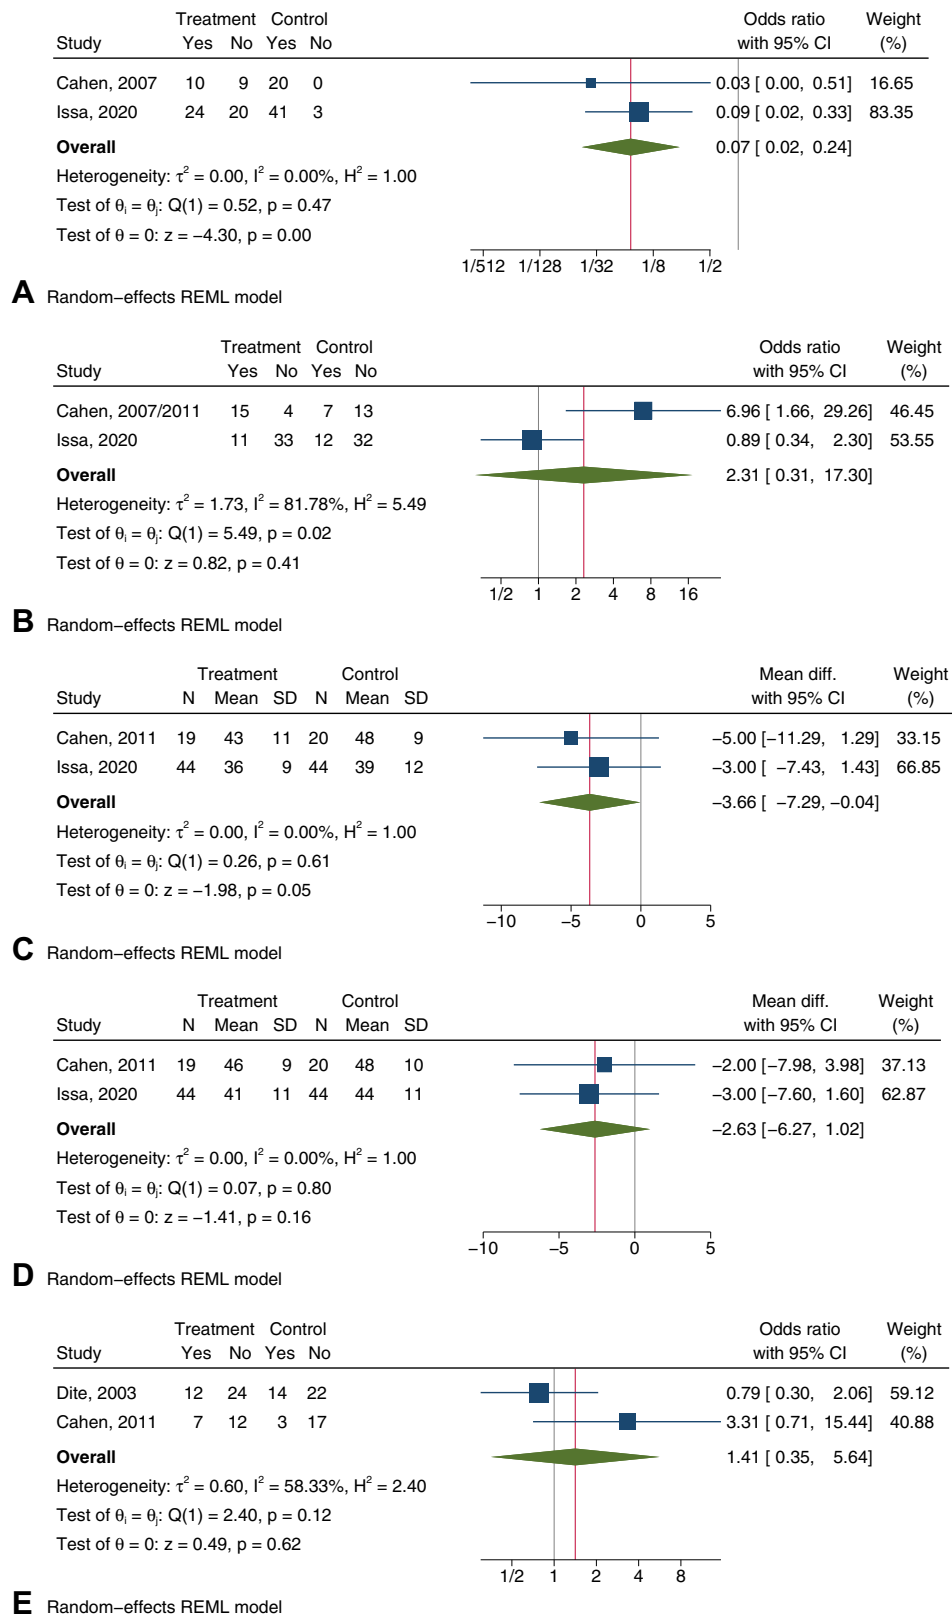 Treatment Control Odds ratio Weight
Study Yes No Yes No with 95% CI (%)
Cahen, 2007 10 9 20 0 0.03 [ 0.00, 0.51] 16.65
Issa, 2020 24 20 41 3 0.09 [ 0.02, 0.33] 83.35
Overall 0.07 [ 0.02, 0.24]
Heterogeneity: τ² = 0.00, I² = 0.00%, H² = 1.00
Test of θᵢ = θⱼ: Q(1) = 0.52, p = 0.47
Test of θ = 0: z = −4.30, p = 0.00
1/512 1/128 1/32 1/8 1/2
A Random−effects REML model
Treatment Control Odds ratio Weight
Study Yes No Yes No with 95% CI (%)
Cahen, 2007/2011 15 4 7 13 6.96 [ 1.66, 29.26] 46.45
Issa, 2020 11 33 12 32 0.89 [ 0.34, 2.30] 53.55
Overall 2.31 [ 0.31, 17.30]
Heterogeneity: τ² = 1.73, I² = 81.78%, H² = 5.49
Test of θᵢ = θⱼ: Q(1) = 5.49, p = 0.02
Test of θ = 0: z = 0.82, p = 0.41
1/2 1 2 4 8 16
B Random−effects REML model
Treatment Control Mean diff. Weight
Study N Mean SD N Mean SD with 95% CI (%)
Cahen, 2011 19 43 11 20 48 9 −5.00 [−11.29, 1.29] 33.15
Issa, 2020 44 36 9 44 39 12 −3.00 [ −7.43, 1.43] 66.85
Overall −3.66 [ −7.29, −0.04]
Heterogeneity: τ² = 0.00, I² = 0.00%, H² = 1.00
Test of θᵢ = θⱼ: Q(1) = 0.26, p = 0.61
Test of θ = 0: z = −1.98, p = 0.05
−10 −5 0 5
C Random−effects REML model
Treatment Control Mean diff. Weight
Study N Mean SD N Mean SD with 95% CI (%)
Cahen, 2011 19 46 9 20 48 10 −2.00 [−7.98, 3.98] 37.13
Issa, 2020 44 41 11 44 44 11 −3.00 [−7.60, 1.60] 62.87
Overall −2.63 [−6.27, 1.02]
Heterogeneity: τ² = 0.00, I² = 0.00%, H² = 1.00
Test of θᵢ = θⱼ: Q(1) = 0.07, p = 0.80
Test of θ = 0: z = −1.41, p = 0.16
−10 −5 0 5
D Random−effects REML model
Treatment Control Odds ratio Weight
Study Yes No Yes No with 95% CI (%)
Dite, 2003 12 24 14 22 0.79 [ 0.30, 2.06] 59.12
Cahen, 2011 7 12 3 17 3.31 [ 0.71, 15.44] 40.88
Overall 1.41 [ 0.35, 5.64]
Heterogeneity: τ² = 0.60, I² = 58.33%, H² = 2.40
Test of θᵢ = θⱼ: Q(1) = 2.40, p = 0.12
Test of θ = 0: z = 0.49, p = 0.62
1/2 1 2 4 8
E Random−effects REML model